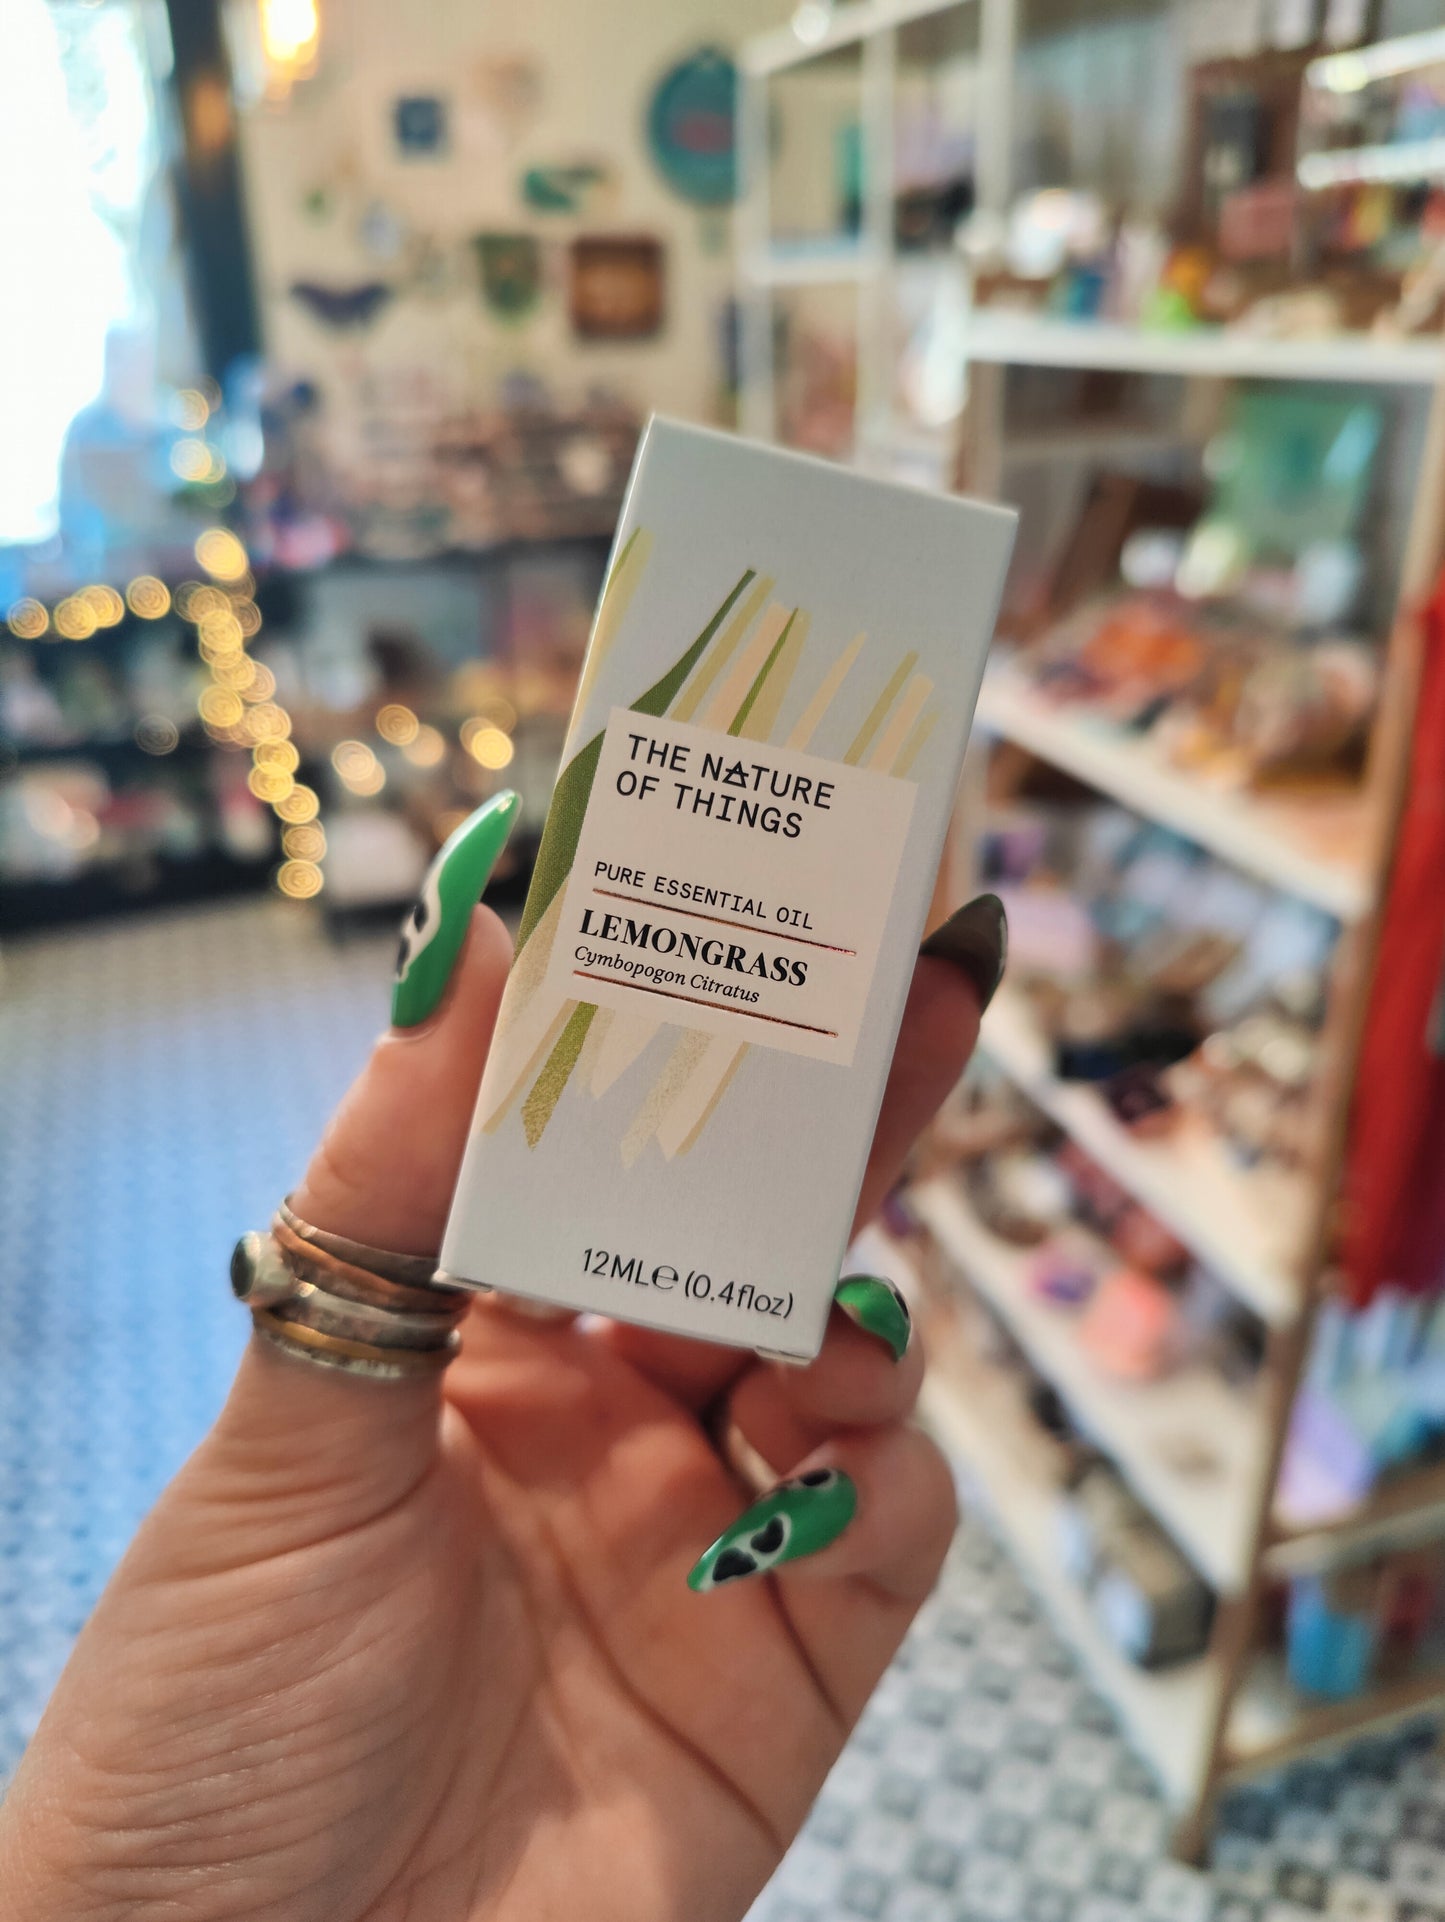 THE NATURE
OF THINGS
PURE ESSENTIAL OIL
LEMONGRASS
Cymbopogon Citratus
12ML℮ (0.4floz)